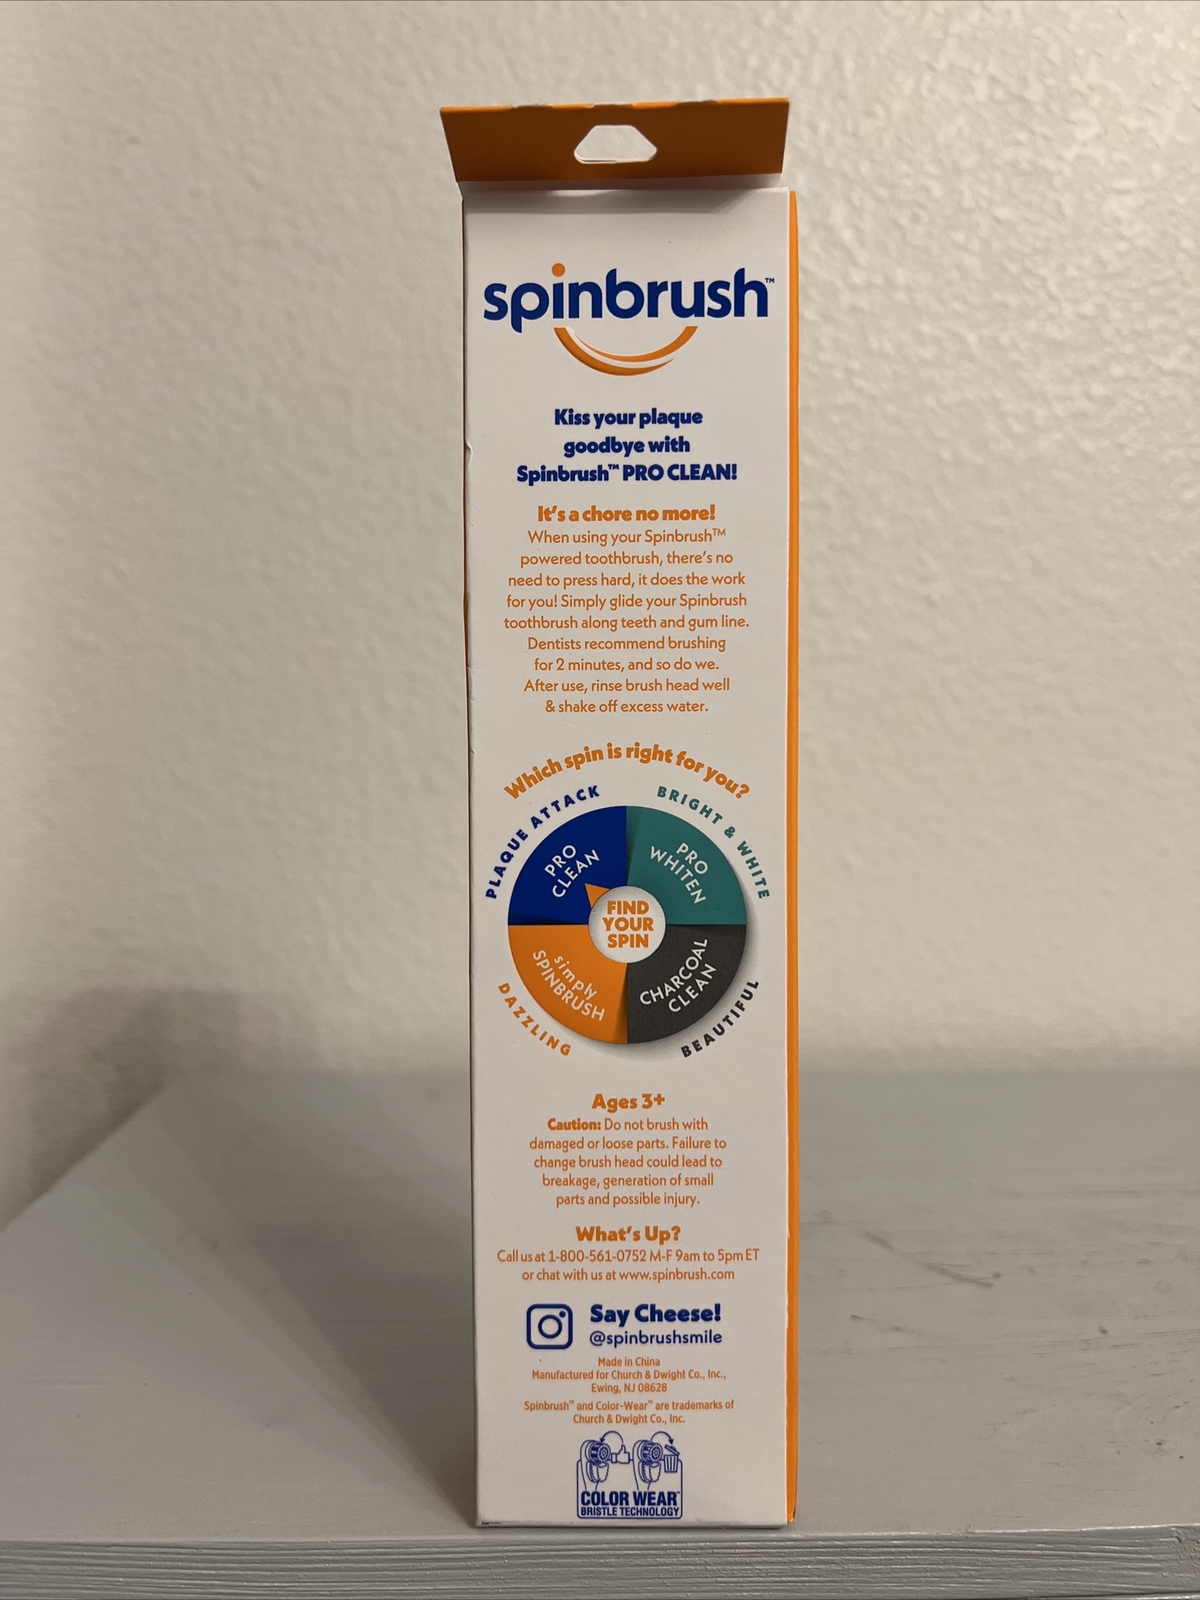 spinbrush™
Kiss your plaque
goodbye with
Spinbrush™ PRO CLEAN!
It's a chore no more!
When using your Spinbrush™
powered toothbrush, there's no
need to press hard, it does the work
for you! Simply glide your Spinbrush
toothbrush along teeth and gum line.
Dentists recommend brushing
for 2 minutes, and so do we.
After use, rinse brush head well
& shake off excess water.
Which spin is right for you?
PLAQUE ATTACK
BRIGHT & WHITE
PRO
CLEAN
PRO
WHITEN
FIND
YOUR
SPIN
simply
SPINBRUSH
CHARCOAL
CLEAN
DAZZLING
BEAUTIFUL
Ages 3+
Caution: Do not brush with
damaged or loose parts. Failure to
change brush head could lead to
breakage, generation of small
parts and possible injury.
What's Up?
Call us at 1-800-561-0752 M-F 9am to 5pm ET
or chat with us at www.spinbrush.com
Say Cheese!
@spinbrushsmile
Made in China
Manufactured for Church & Dwight Co., Inc.,
Ewing, NJ 08628
Spinbrush™ and Color-Wear™ are trademarks of
Church & Dwight Co., Inc.
COLOR WEAR™
BRISTLE TECHNOLOGY